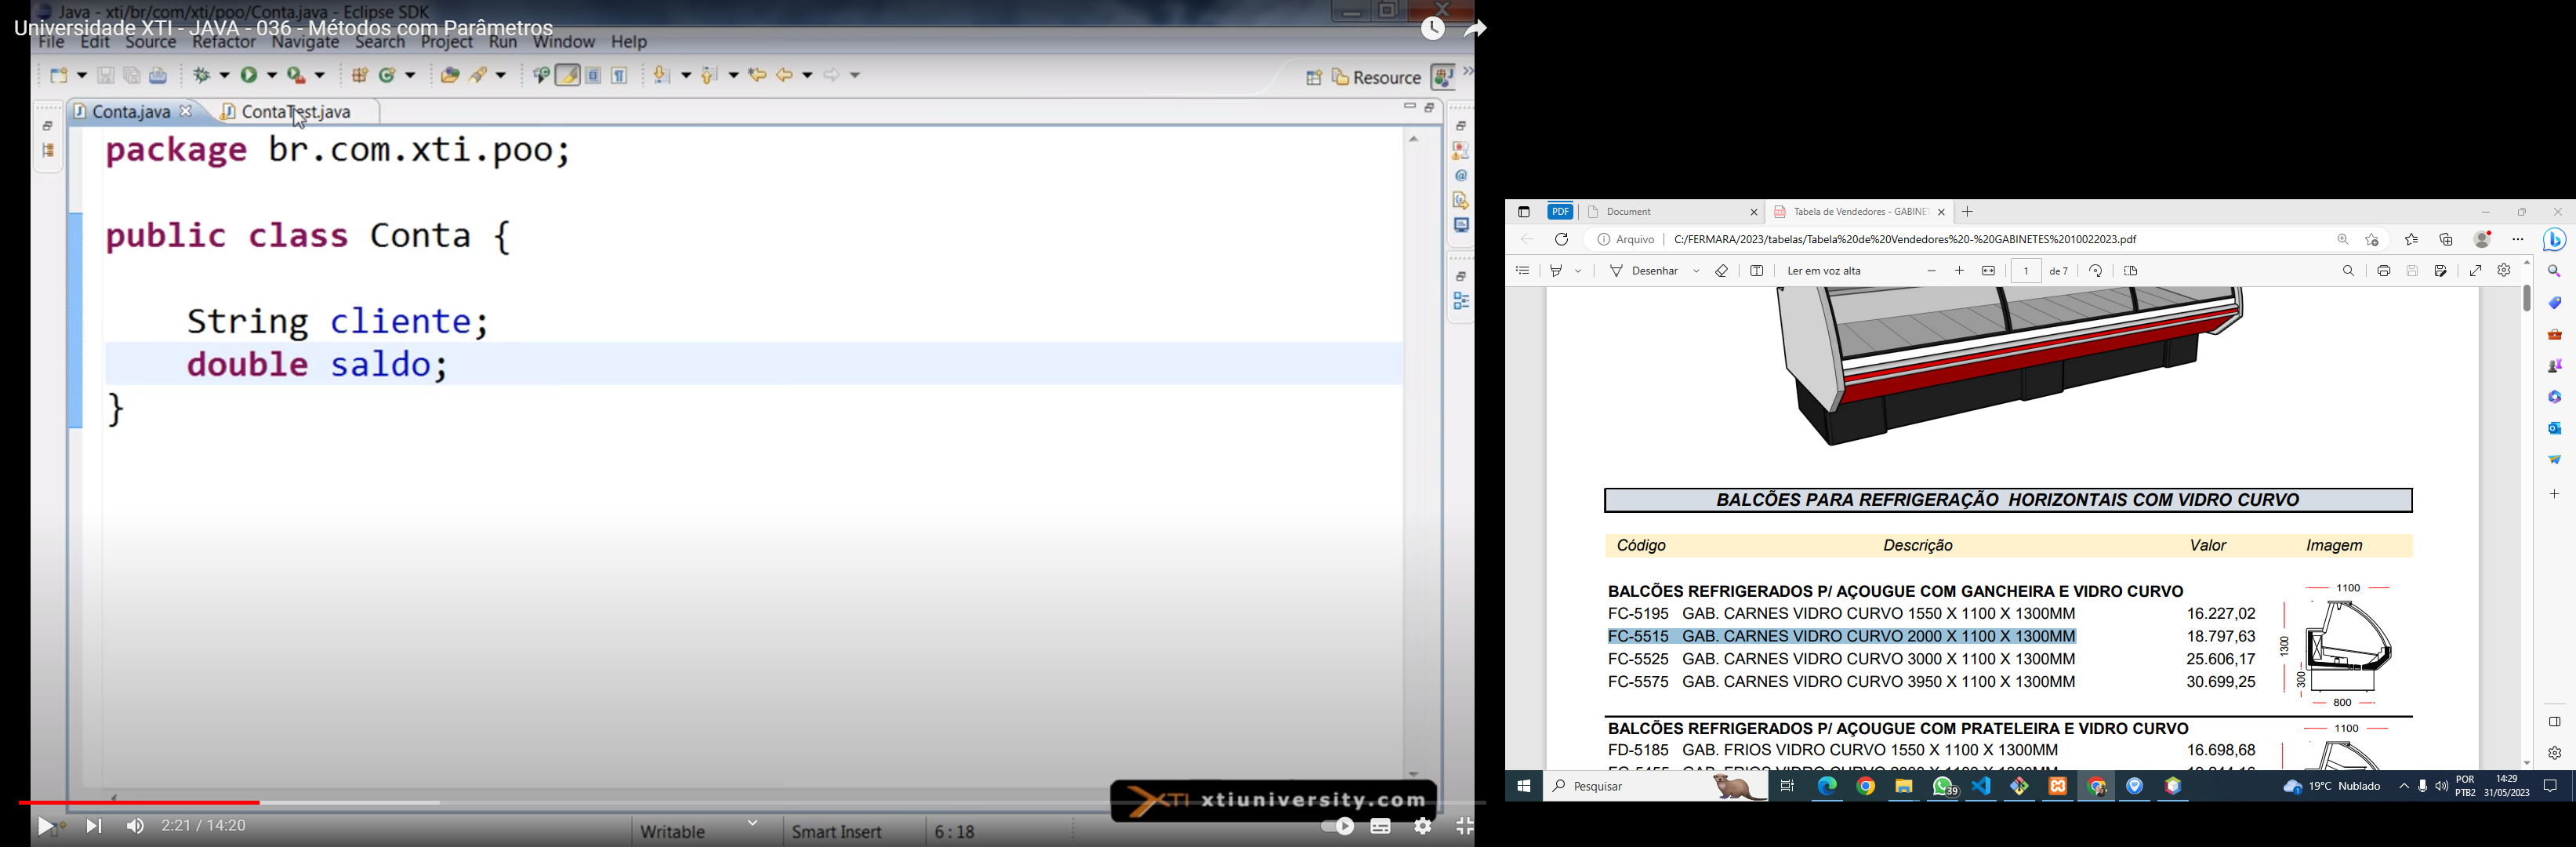 Java - xti/br/com/xti/poo/Conta.java - Eclipse SDK
Universidade XTI - JAVA - 036 - Métodos com Parâmetros
File Edit Source Refactor Navigate Search Project Run Window Help
Resource
Conta.java ContaTest.java
package br.com.xti.poo;
public class Conta {
String cliente;
double saldo;
}
XTI xtiuniversity.com
2:21 / 14:20
Writable Smart Insert 6 : 18
PDF Document Tabela de Vendedores - GABINET
Arquivo C:/FERMARA/2023/tabelas/Tabela%20de%20Vendedores%20-%20GABINETES%2010022023.pdf
Desenhar Ler em voz alta 1 de 7
BALCÕES PARA REFRIGERAÇÃO HORIZONTAIS COM VIDRO CURVO
Código Descrição Valor Imagem
BALCÕES REFRIGERADOS P/ AÇOUGUE COM GANCHEIRA E VIDRO CURVO
FC-5195 GAB. CARNES VIDRO CURVO 1550 X 1100 X 1300MM 16.227,02
FC-5515 GAB. CARNES VIDRO CURVO 2000 X 1100 X 1300MM 18.797,63
FC-5525 GAB. CARNES VIDRO CURVO 3000 X 1100 X 1300MM 25.606,17
FC-5575 GAB. CARNES VIDRO CURVO 3950 X 1100 X 1300MM 30.699,25
1100
1300
300
800
BALCÕES REFRIGERADOS P/ AÇOUGUE COM PRATELEIRA E VIDRO CURVO
1100
FD-5185 GAB. FRIOS VIDRO CURVO 1550 X 1100 X 1300MM 16.698,68
Pesquisar
39
19°C Nublado
POR
PTB2
14:29
31/05/2023